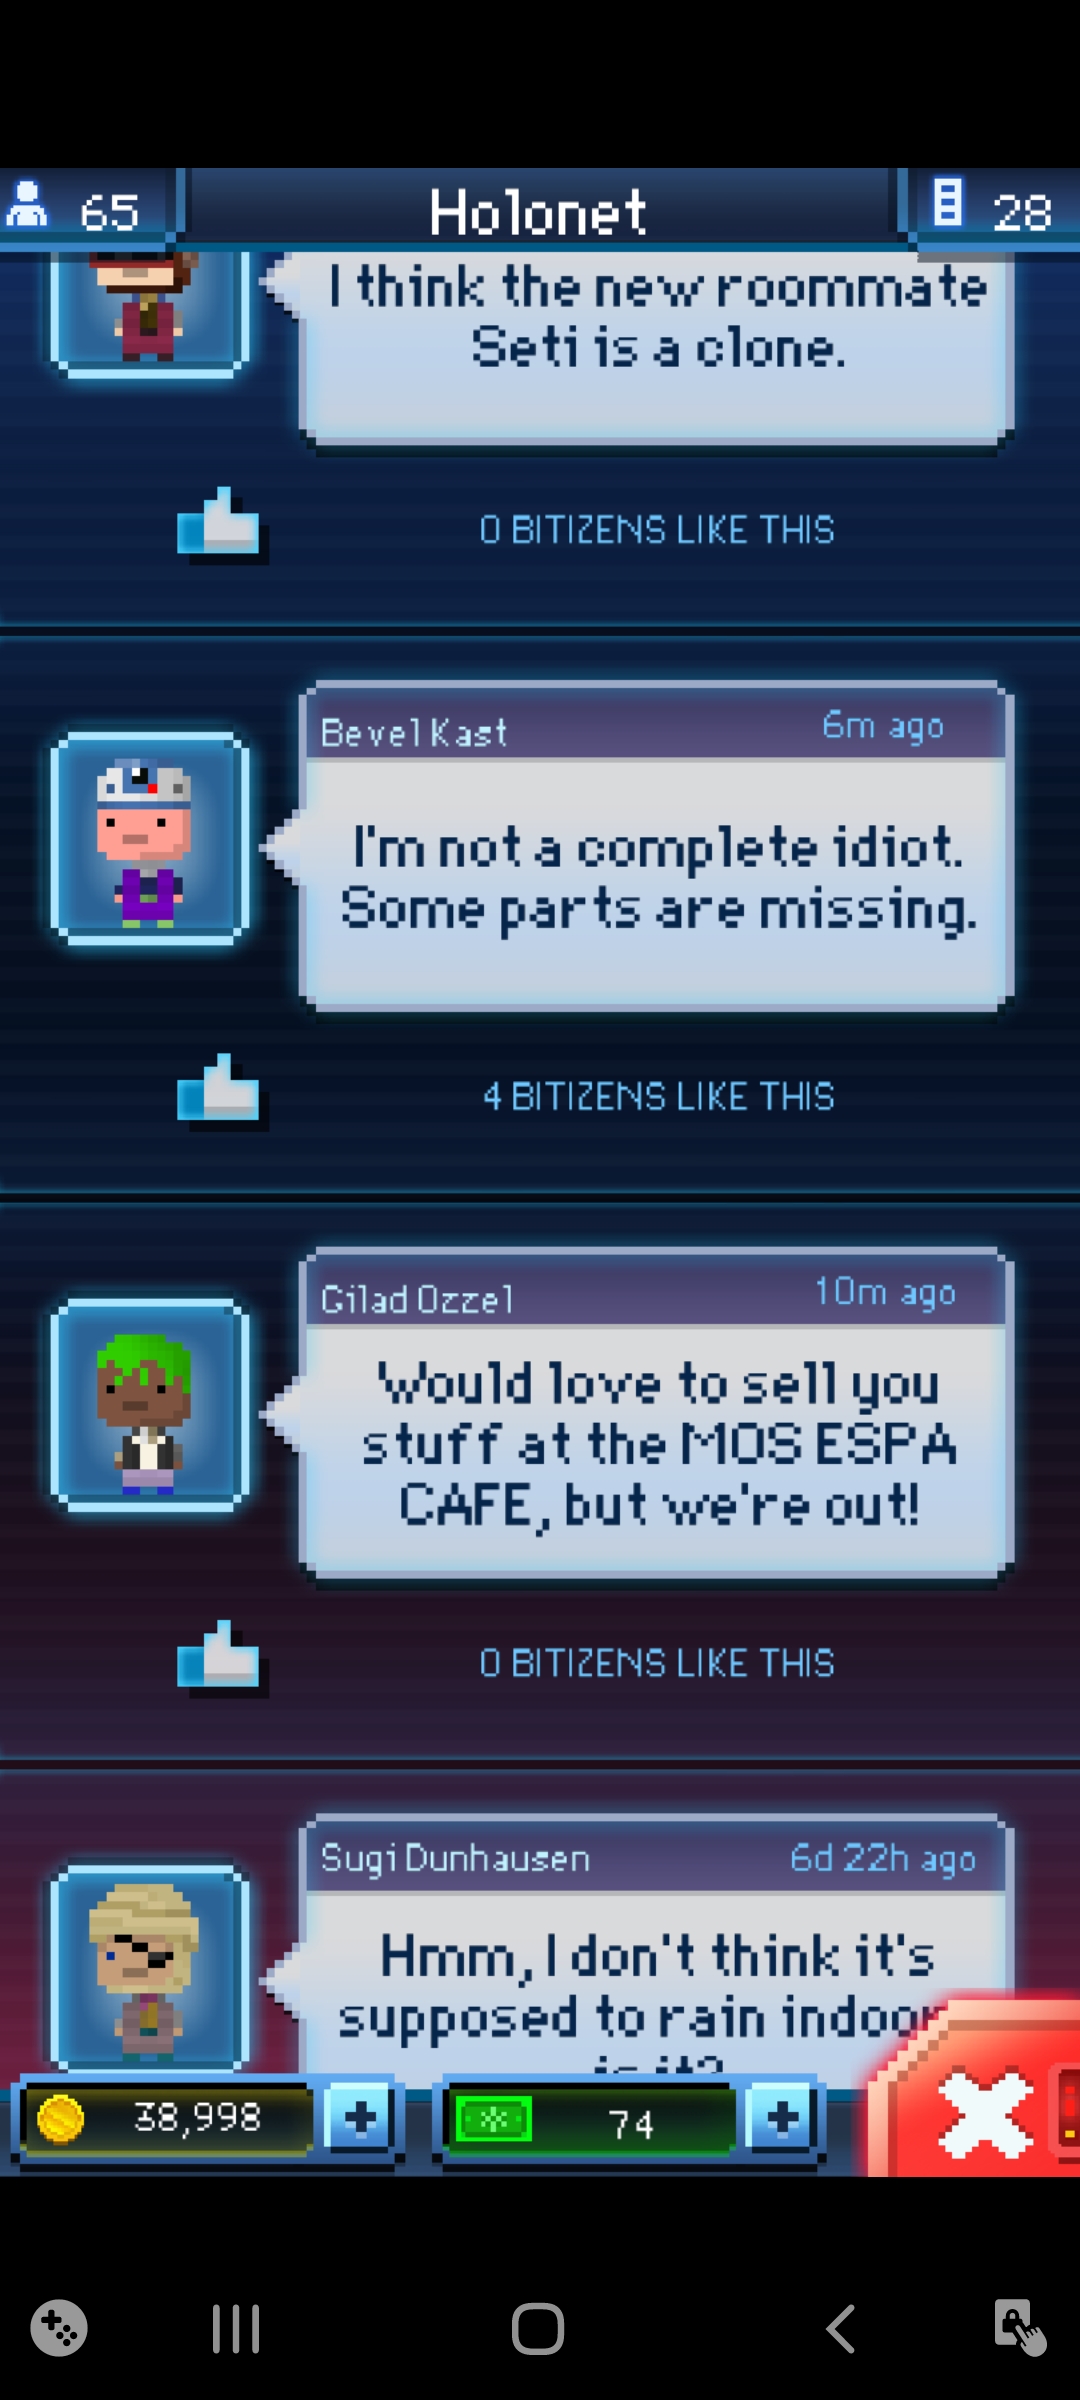 65
Holonet
28
I think the new roommate
Seti is a clone.
0 BITIZENS LIKE THIS
Bevel Kast
6m ago
I'm not a complete idiot.
Some parts are missing.
4 BITIZENS LIKE THIS
Gilad Ozzel
10m ago
Would love to sell you
stuff at the MOS ESPA
CAFE, but we're out!
0 BITIZENS LIKE THIS
Sugi Dunhausen
6d 22h ago
Hmm, I don't think it's
supposed to rain indoor
is it?
38,998
74